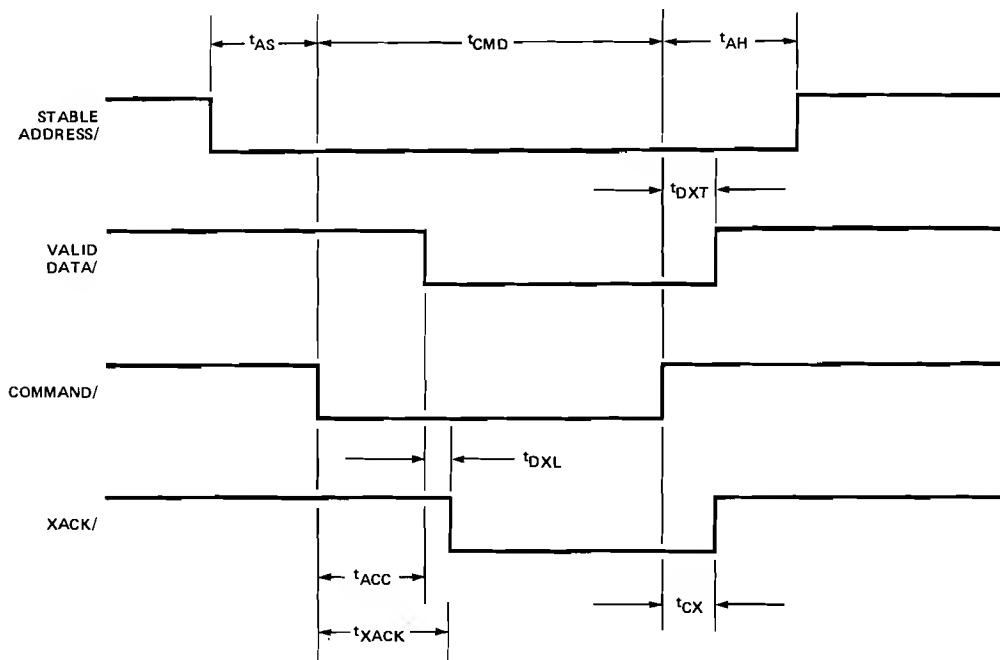 tAS
tCMD
tAH
STABLE
ADDRESS/
tDXT
VALID
DATA/
COMMAND/
tDXL
XACK/
tACC
tCX
tXACK